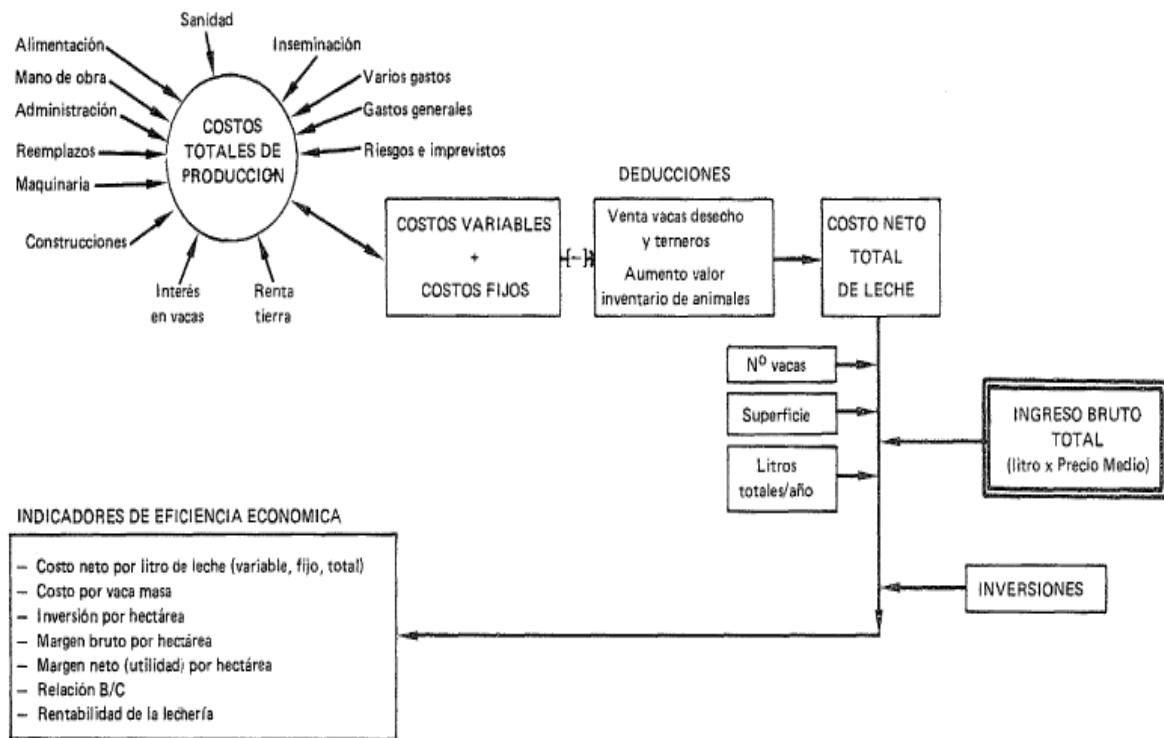 Sanidad
Alimentación
Inseminación
Mano de obra
Varios gastos
Administración
Gastos generales
COSTOS
TOTALES DE
PRODUCCION
Reemplazos
Riesgos e imprevistos
Maquinaria
Construcciones
Interés
en vacas
Renta
tierra
COSTOS VARIABLES
+
COSTOS FIJOS
[-]
DEDUCCIONES
Venta vacas desecho
y terneros
Aumento valor
inventario de animales
COSTO NETO
TOTAL
DE LECHE
Nº vacas
Superficie
Litros
totales/año
INGRESO BRUTO
TOTAL
(litro x Precio Medio)
INVERSIONES
INDICADORES DE EFICIENCIA ECONOMICA
— Costo neto por litro de leche (variable, fijo, total)
— Costo por vaca masa
— Inversión por hectárea
— Margen bruto por hectárea
— Margen neto (utilidad) por hectárea
— Relación B/C
— Rentabilidad de la lechería